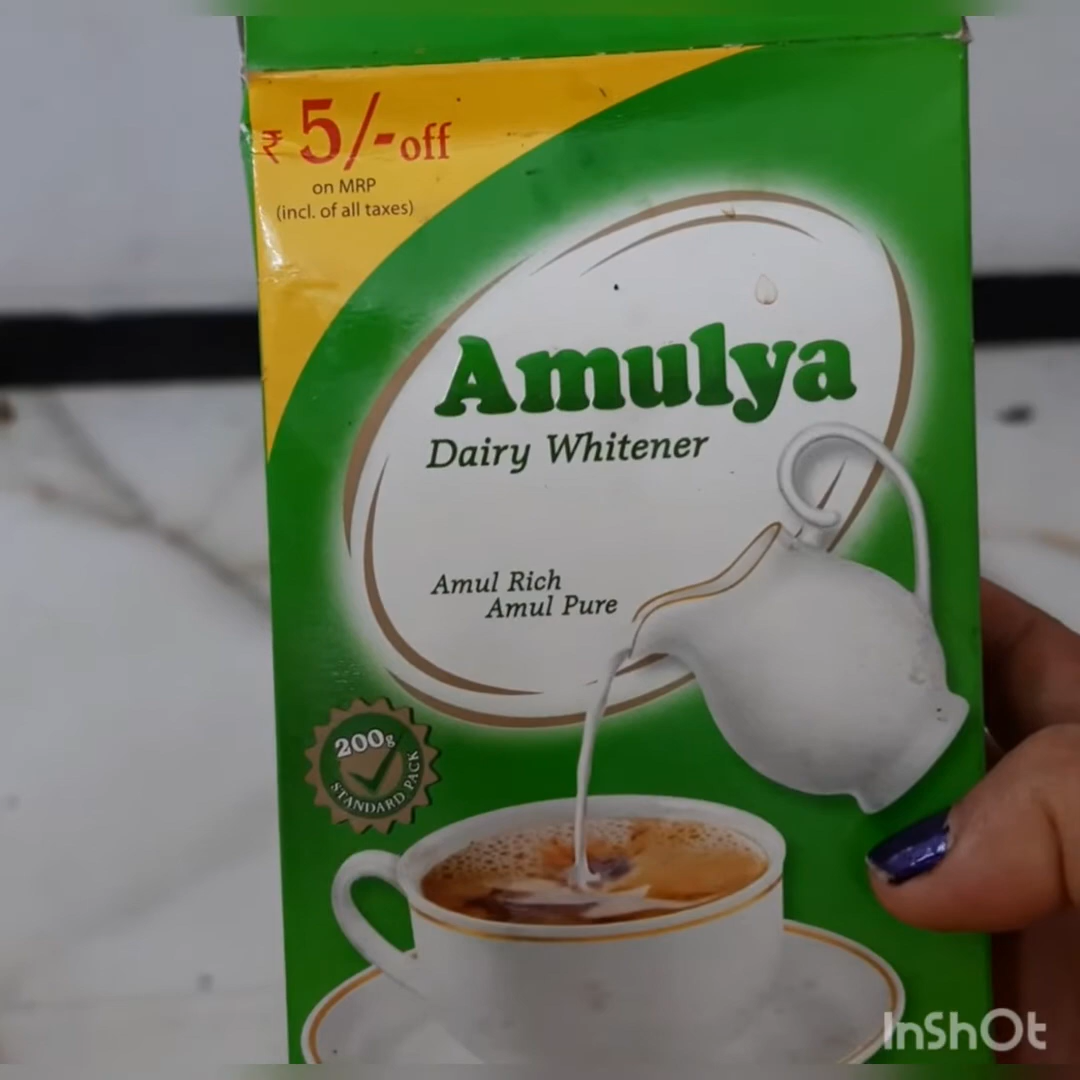 ₹ 5/- off
on MRP
(incl. of all taxes)
Amulya
Dairy Whitener
Amul Rich
Amul Pure
200g
STANDARD PACK
InShOt